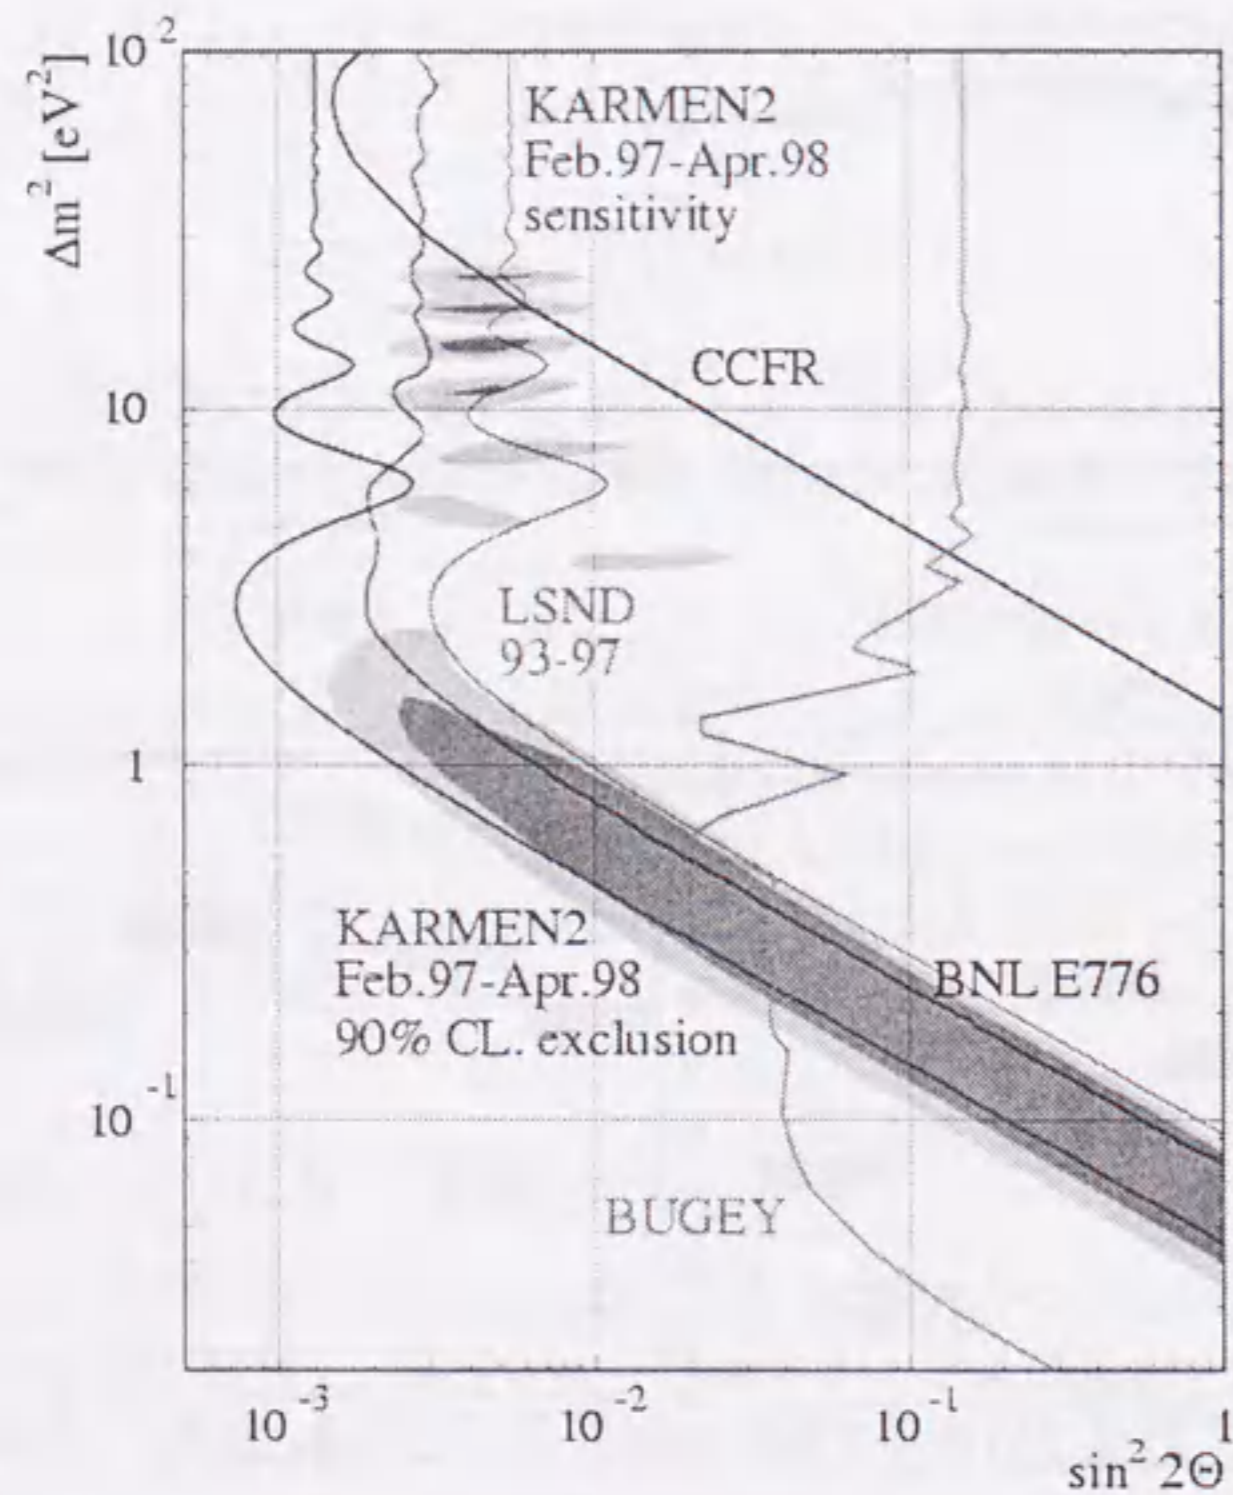 Δm² [eV²]
10²
KARMEN2
Feb.97-Apr.98
sensitivity
CCFR
10
LSND
93-97
1
KARMEN2
Feb.97-Apr.98
90% CL. exclusion
BNL E776
10⁻¹
BUGEY
10⁻³ 10⁻² 10⁻¹ 1
sin² 2Θ